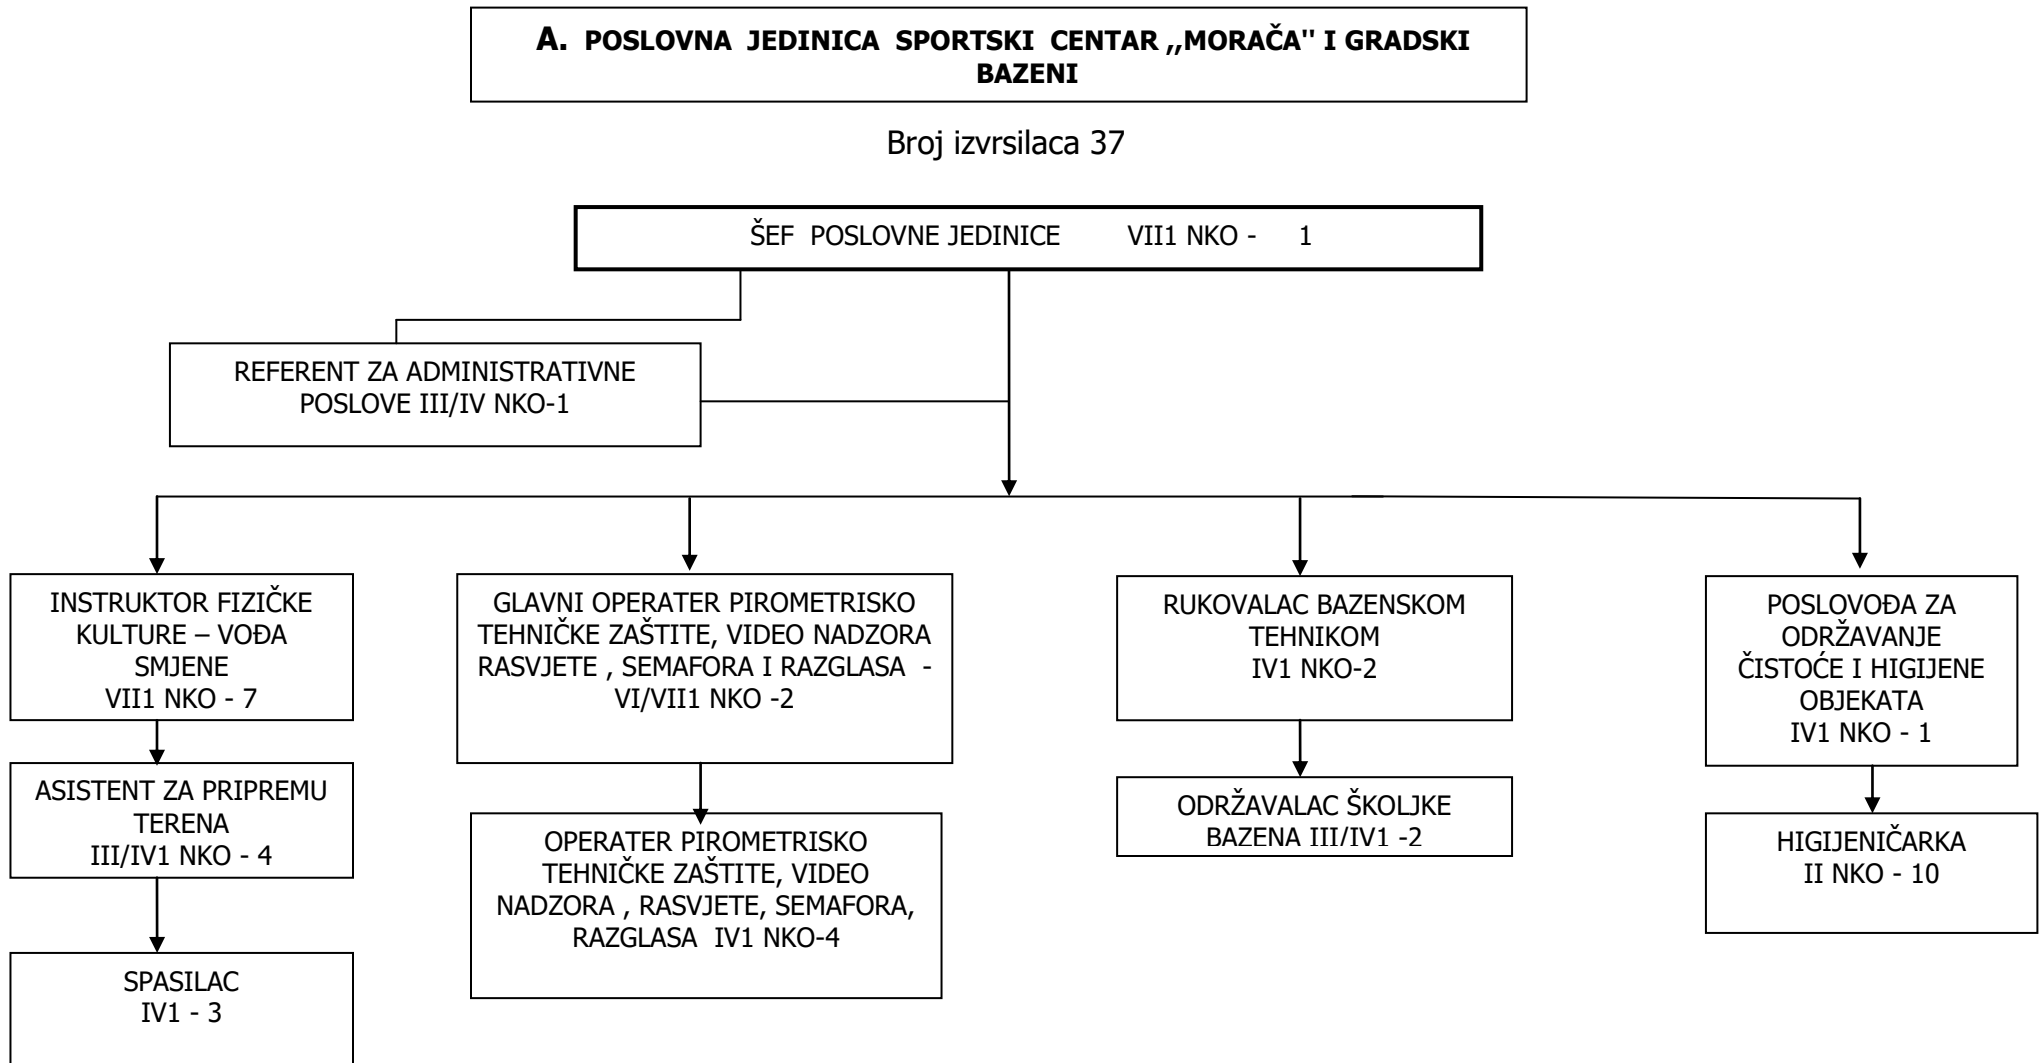 A. POSLOVNA JEDINICA SPORTSKI CENTAR ,,MORAČA'' I GRADSKI
BAZENI
Broj izvrsilaca 37
ŠEF POSLOVNE JEDINICE VII1 NKO - 1
REFERENT ZA ADMINISTRATIVNE
POSLOVE III/IV NKO-1
INSTRUKTOR FIZIČKE
KULTURE – VOĐA
SMJENE
VII1 NKO - 7
ASISTENT ZA PRIPREMU
TERENA
III/IV1 NKO - 4
SPASILAC
IV1 - 3
GLAVNI OPERATER PIROMETRISKO
TEHNIČKE ZAŠTITE, VIDEO NADZORA
RASVJETE , SEMAFORA I RAZGLASA -
VI/VII1 NKO -2
OPERATER PIROMETRISKO
TEHNIČKE ZAŠTITE, VIDEO
NADZORA , RASVJETE, SEMAFORA,
RAZGLASA IV1 NKO-4
RUKOVALAC BAZENSKOM
TEHNIKOM
IV1 NKO-2
ODRŽAVALAC ŠKOLJKE
BAZENA III/IV1 -2
POSLOVOĐA ZA
ODRŽAVANJE
ČISTOĆE I HIGIJENE
OBJEKATA
IV1 NKO - 1
HIGIJENIČARKA
II NKO - 10